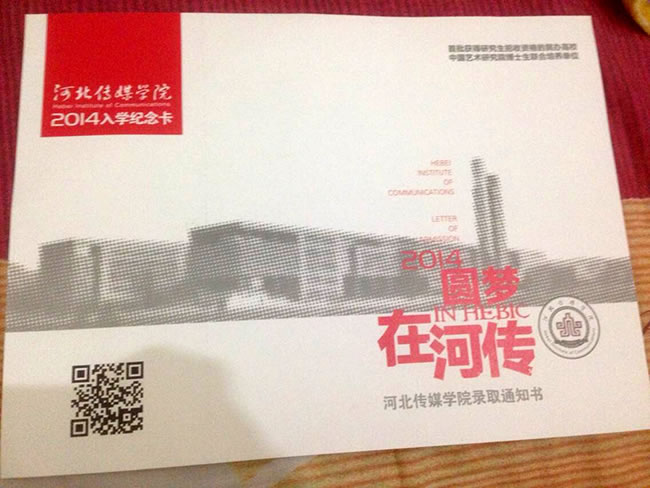 河北传媒学院
Hebei Institute of Communications
2014入学纪念卡
首批获得研究生招收资格的民办高校
中国艺术研究院博士生联合培养单位
HEBEI
INSTITUTE
OF
COMMUNICATIONS
LETTER
OF
ADMISSION
2014
圆梦
IN HEBIC
在河传
河北传媒学院录取通知书